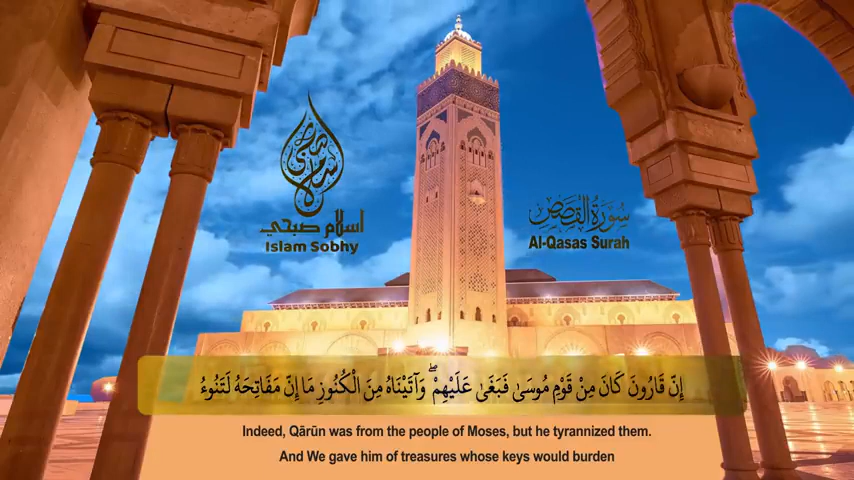 اسلام صبحي
Islam Sobhy
سورة القصص
Al-Qasas Surah
إِنَّ قَارُونَ كَانَ مِنْ قَوْمِ مُوسَىٰ فَبَغَىٰ عَلَيْهِمْ ۖ وَآتَيْنَاهُ مِنَ الْكُنُوزِ مَا إِنَّ مَفَاتِحَهُ لَتَنُوءُ
Indeed, Qārūn was from the people of Moses, but he tyrannized them.
And We gave him of treasures whose keys would burden